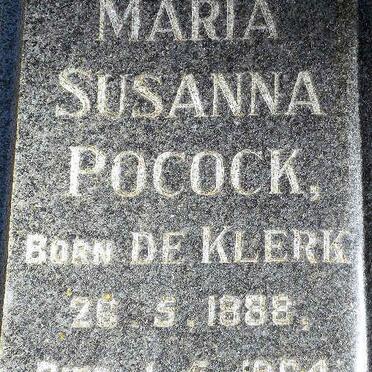 MARIA
SUSANNA
POCOCK,
BORN DE KLERK
26. 5. 1888,